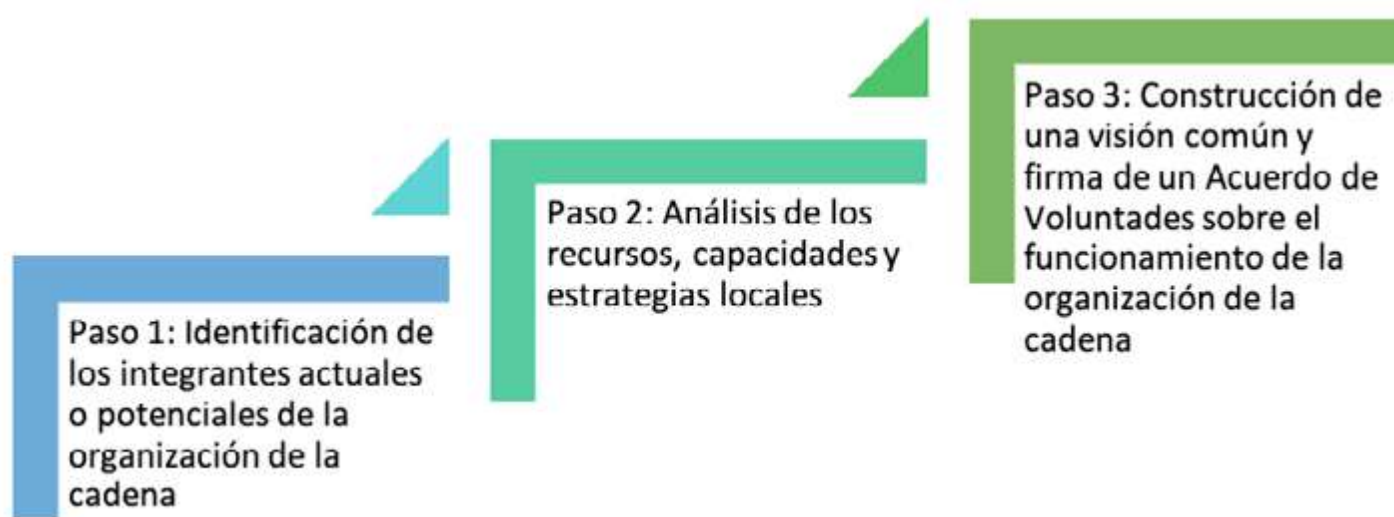 Paso 1: Identificación de
los integrantes actuales
o potenciales de la
organización de la
cadena
Paso 2: Análisis de los
recursos, capacidades y
estrategias locales
Paso 3: Construcción de
una visión común y
firma de un Acuerdo de
Voluntades sobre el
funcionamiento de la
organización de la
cadena